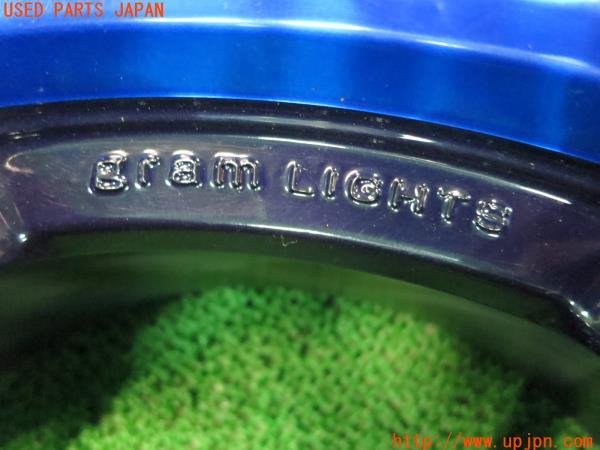 USED PARTS JAPAN
gram LIGHTS
http://www.upjpn.com/